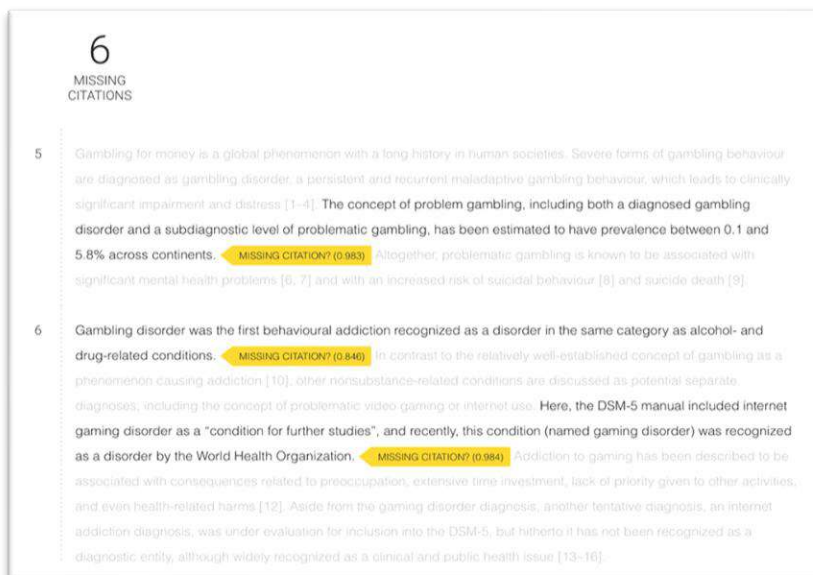 6
MISSING
CITATIONS
5 Gambling for money is a global phenomenon with a long history in human societies. Severe forms of gambling behaviour
are diagnosed as gambling disorder, a persistent and recurrent maladaptive gambling behaviour, which leads to clinically
significant impairment and distress [1–4]. The concept of problem gambling, including both a diagnosed gambling
disorder and a subdiagnostic level of problematic gambling, has been estimated to have prevalence between 0.1 and
5.8% across continents. MISSING CITATION? (0.983) Altogether, problematic gambling is known to be associated with
significant mental health problems [6, 7] and with an increased risk of suicidal behaviour [8] and suicide death [9].
6 Gambling disorder was the first behavioural addiction recognized as a disorder in the same category as alcohol- and
drug-related conditions. MISSING CITATION? (0.846) In contrast to the relatively well-established concept of gambling as a
phenomenon causing addiction [10], other nonsubstance-related conditions are discussed as potential separate
diagnoses, including the concept of problematic video gaming or internet use. Here, the DSM-5 manual included internet
gaming disorder as a “condition for further studies”, and recently, this condition (named gaming disorder) was recognized
as a disorder by the World Health Organization. MISSING CITATION? (0.984) Addiction to gaming has been described to be
associated with consequences related to preoccupation, extensive time investment, lack of priority given to other activities,
and even health-related harms [12]. Aside from the gaming disorder diagnosis, another tentative diagnosis, an internet
addiction diagnosis, was under evaluation for inclusion into the DSM-5, but hitherto it has not been recognized as a
diagnostic entity, although widely recognized as a clinical and public health issue [13–16].